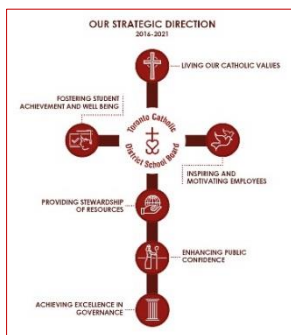 OUR STRATEGIC DIRECTION
2016-2021
LIVING OUR CATHOLIC VALUES
FOSTERING STUDENT
ACHIEVEMENT AND WELL BEING
Toronto Catholic
District School Board
INSPIRING AND
MOTIVATING EMPLOYEES
PROVIDING STEWARDSHIP
OF RESOURCES
ENHANCING PUBLIC
CONFIDENCE
ACHIEVING EXCELLENCE IN
GOVERNANCE